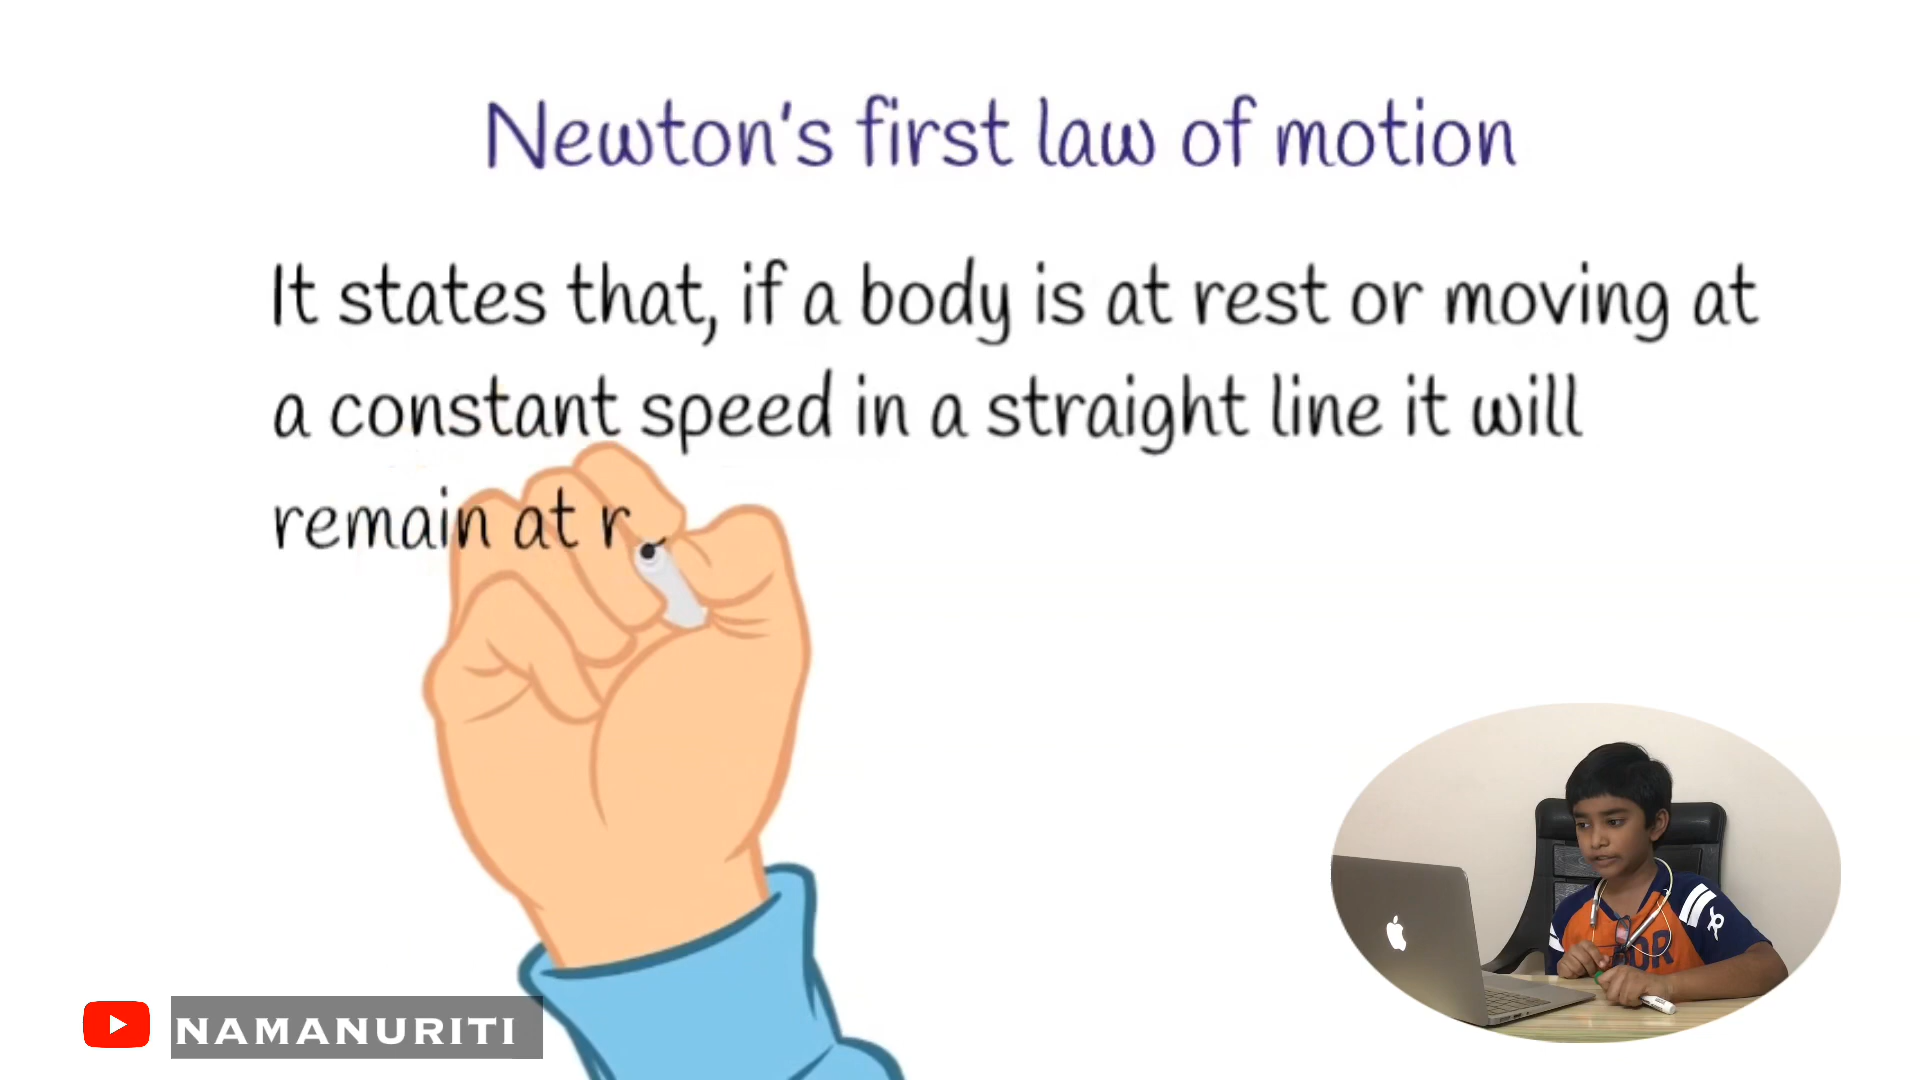 Newton's first law of motion
It states that, if a body is at rest or moving at
a constant speed in a straight line it will
remain at r
NAMANURITI